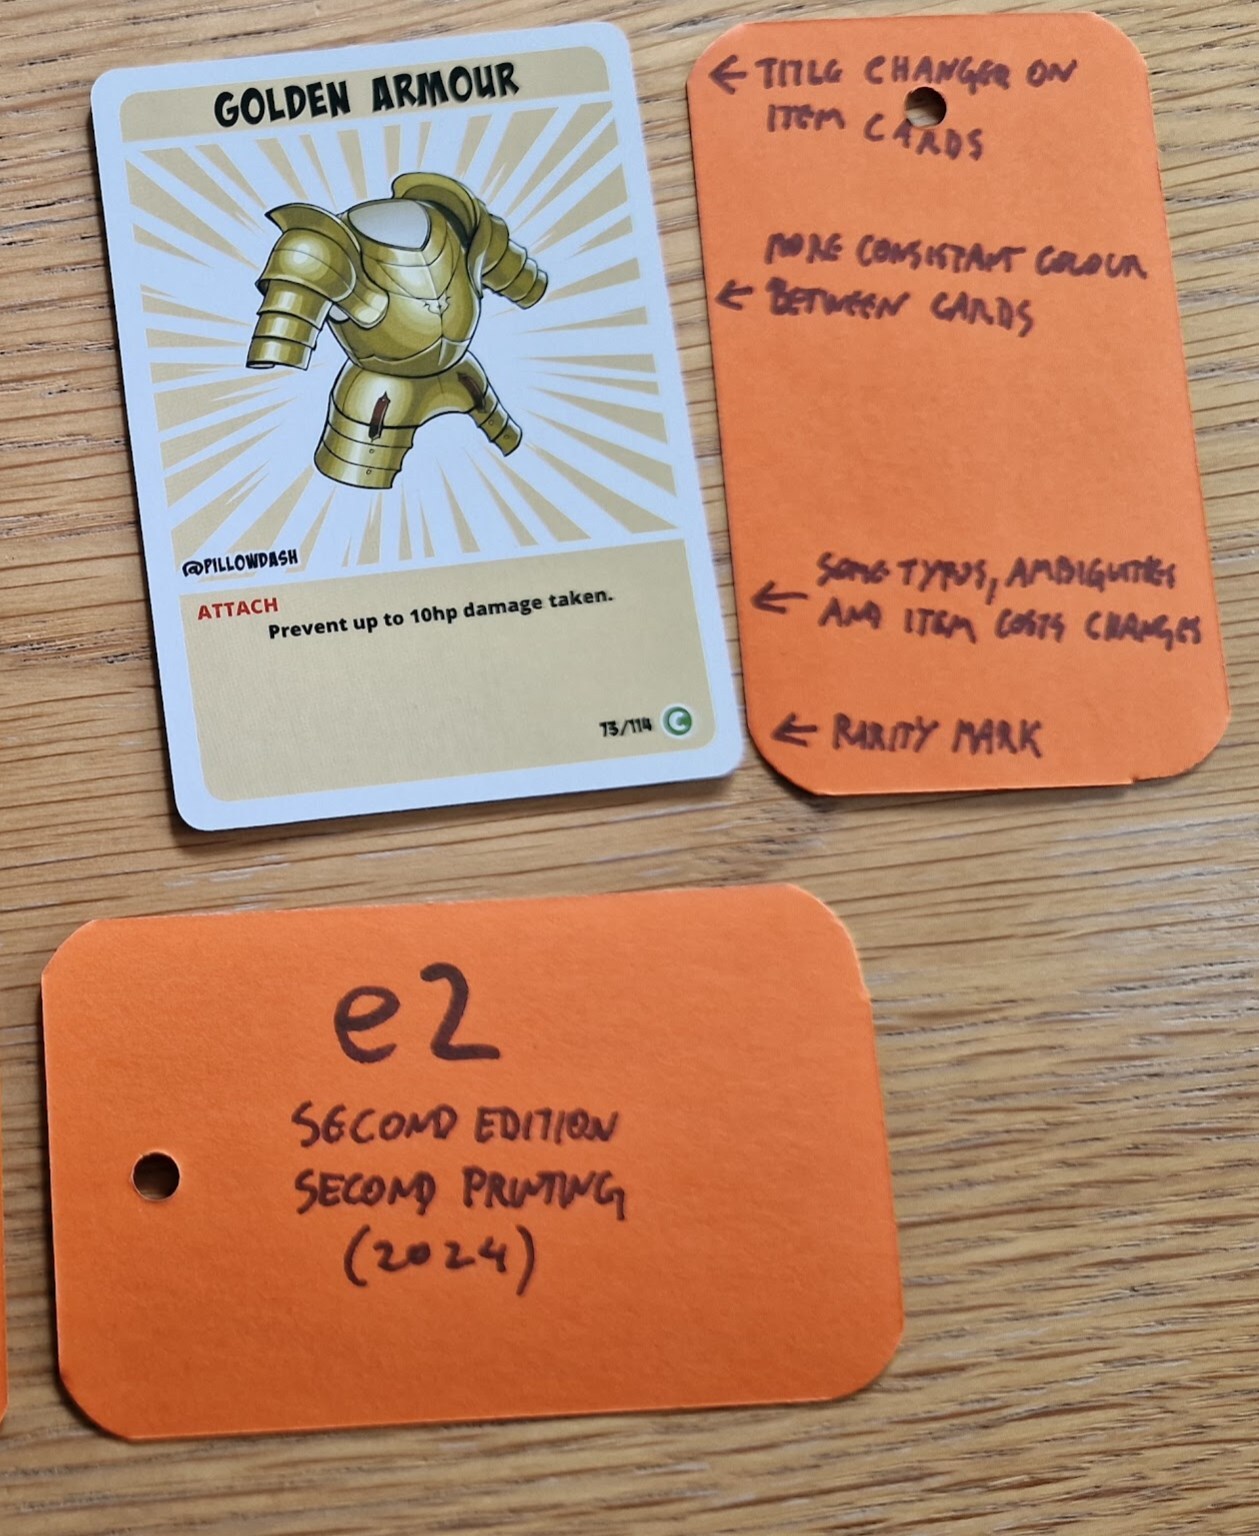 GOLDEN ARMOUR
@PILLOWDASH
ATTACH
Prevent up to 10hp damage taken.
73/114 C
← TITLE CHANGER ON
ITEM CARDS
MORE CONSISTANT COLOUR
← BETWEEN CARDS
SOME TYPOS, AMBIGUITIES
← AND ITEM COSTS CHANGES
← RARITY MARK
e2
SECOND EDITION
SECOND PRINTING
(2024)